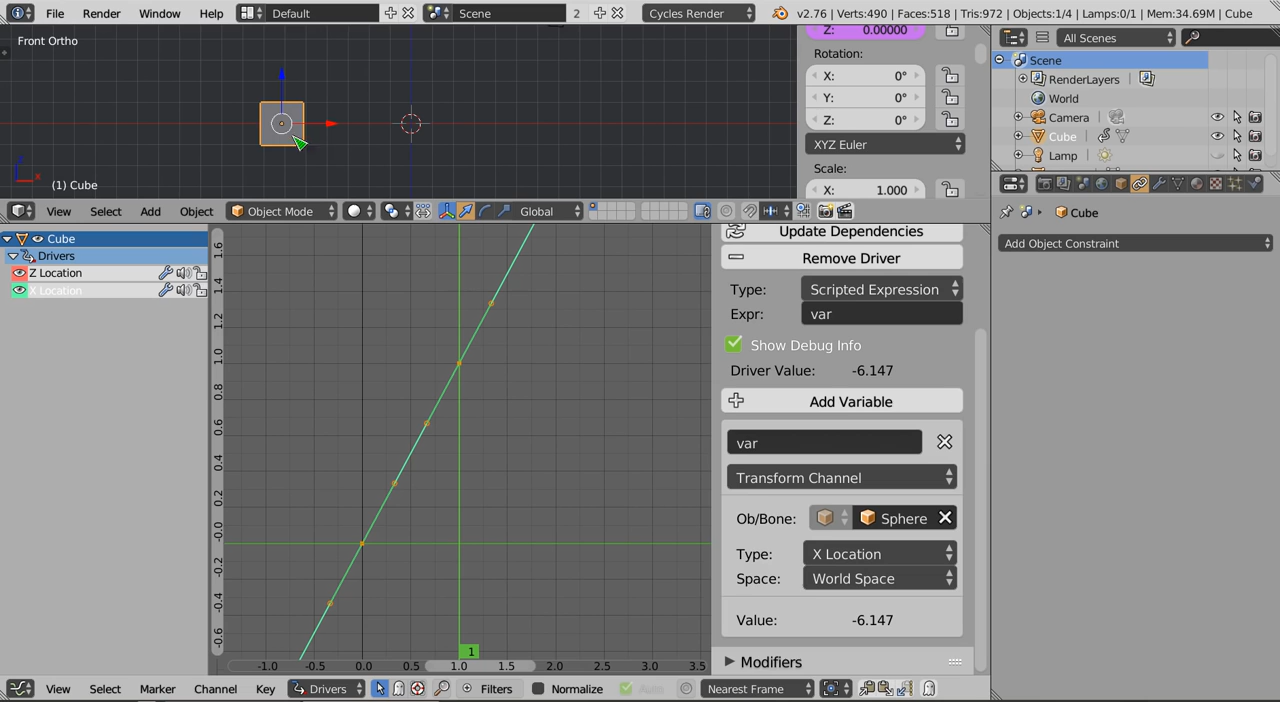 File Render Window Help Default Scene 2 Cycles Render v2.76 | Verts:490 | Faces:518 | Tris:972 | Objects:1/4 | Lamps:0/1 | Mem:34.69M | Cube
Front Ortho
(1) Cube
View Select Add Object Object Mode Global
Z: 0.00000
Rotation:
X: 0°
Y: 0°
Z: 0°
XYZ Euler
Scale:
X: 1.000
All Scenes
Scene
RenderLayers
World
Camera
Cube
Lamp
Cube
Add Object Constraint
Cube
Drivers
Z Location
X Location
1.6
1.4
1.2
1.0
0.8
0.6
0.4
0.2
-0.0
-0.2
-0.4
-0.6
1
-1.0 -0.5 0.0 0.5 1.0 1.5 2.0 2.5 3.0 3.5
Update Dependencies
Remove Driver
Type: Scripted Expression
Expr: var
Show Debug Info
Driver Value: -6.147
Add Variable
var
Transform Channel
Ob/Bone: Sphere
Type: X Location
Space: World Space
Value: -6.147
Modifiers
View Select Marker Channel Key Drivers Filters Normalize Auto Nearest Frame